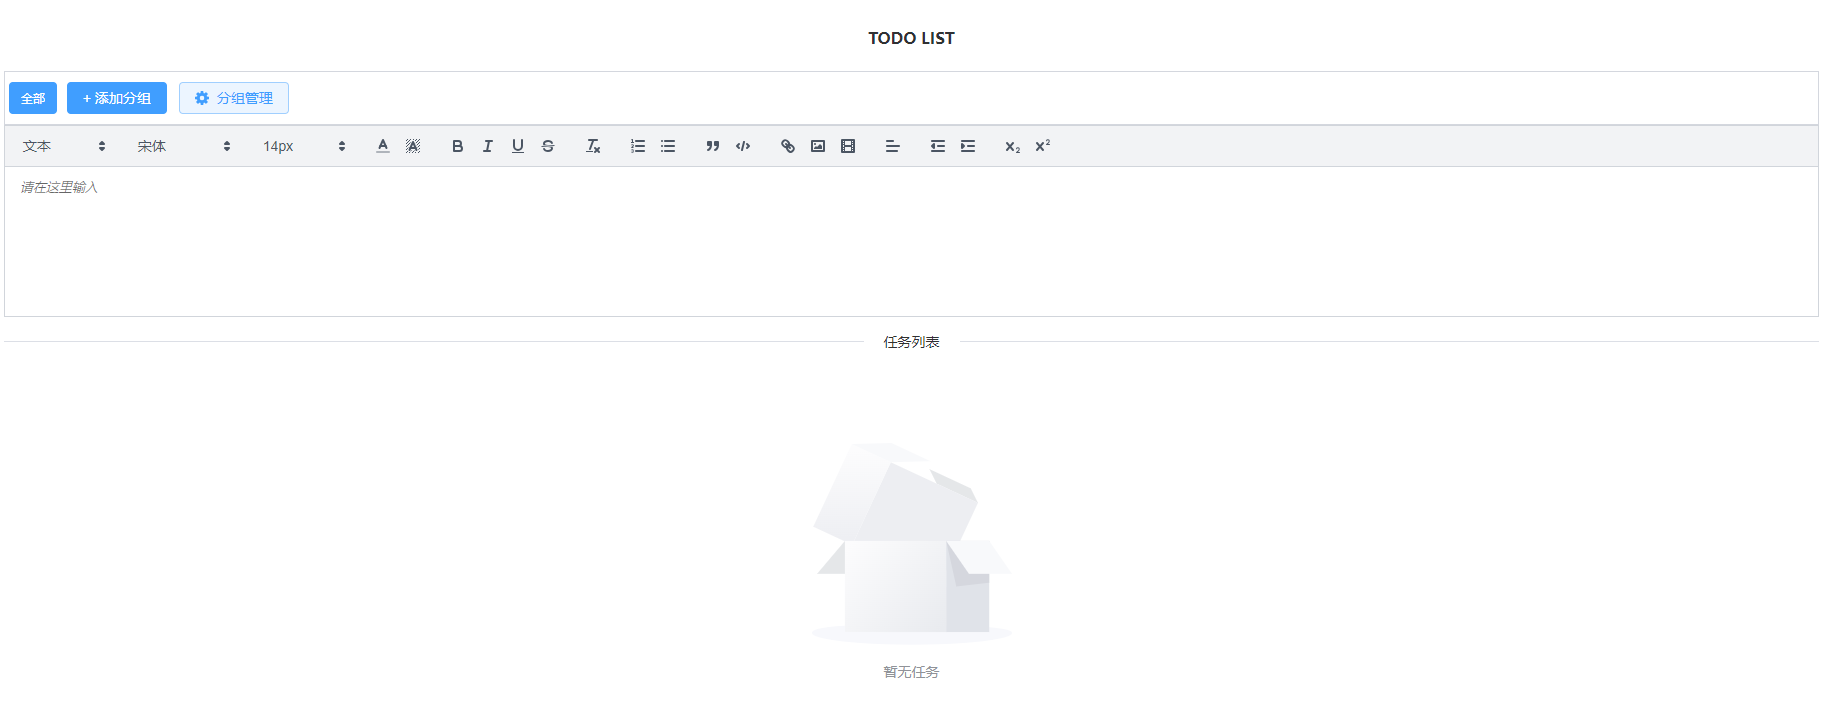 TODO LIST
全部 + 添加分组 分组管理
文本 宋体 14px
请在这里输入
任务列表
暂无任务